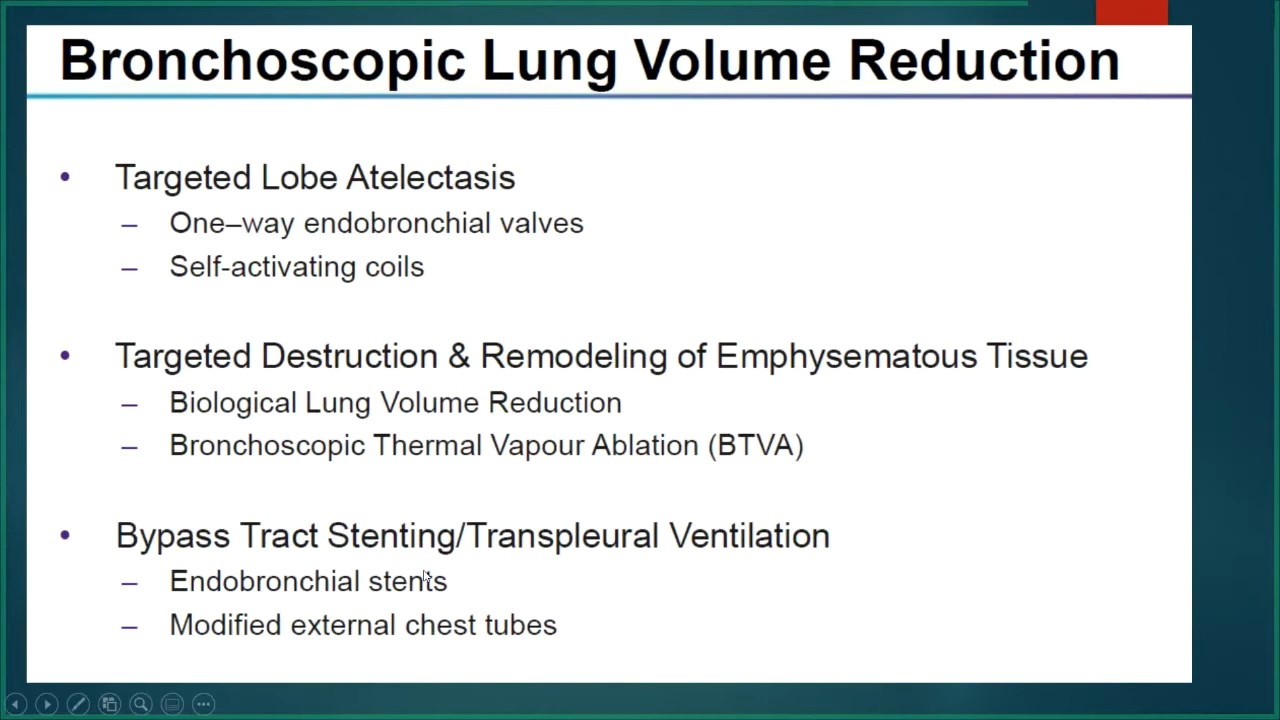 Bronchoscopic Lung Volume Reduction
• Targeted Lobe Atelectasis
– One–way endobronchial valves
– Self-activating coils
• Targeted Destruction & Remodeling of Emphysematous Tissue
– Biological Lung Volume Reduction
– Bronchoscopic Thermal Vapour Ablation (BTVA)
• Bypass Tract Stenting/Transpleural Ventilation
– Endobronchial stents
– Modified external chest tubes